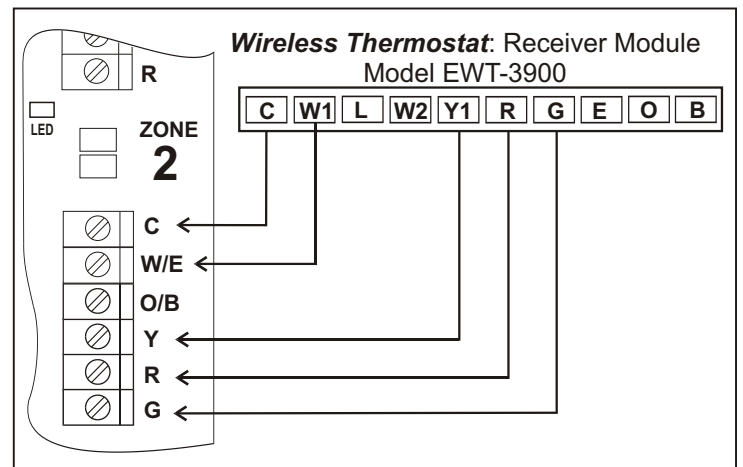 Wireless Thermostat: Receiver Module
Model EWT-3900
R
C W1 L W2 Y1 R G E O B
LED
ZONE
2
C
W/E
O/B
Y
R
G